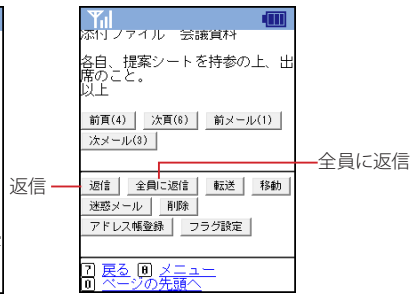 添付ファイル 会議資料
各自、提案シートを持参の上、出
席のこと。
以上
前頁(4) 次頁(6) 前メール(1)
次メール(3)
返信 全員に返信 転送 移動
迷惑メール 削除
アドレス帳登録 フラグ設定
7 戻る 8 メニュー
0 ページの先頭へ
返信
全員に返信